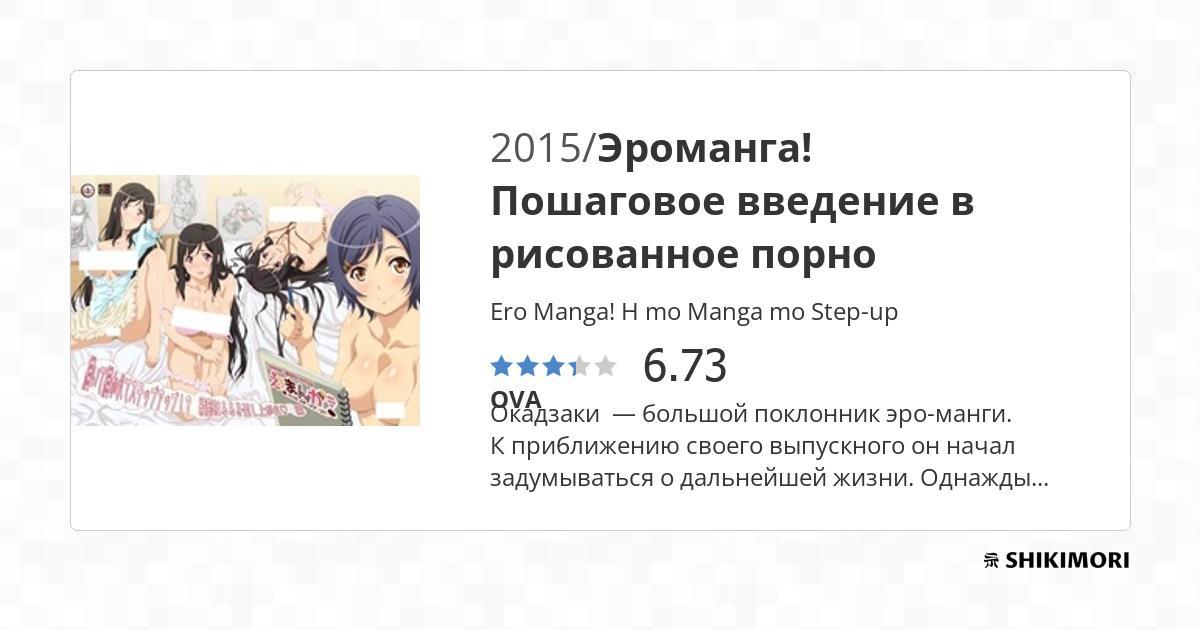 2015/Эроманга!
Пошаговое введение в
рисованное порно
Ero Manga! H mo Manga mo Step-up
6.73
OVA
Окадзаки — большой поклонник эро-манги.
К приближению своего выпускного он начал
задумываться о дальнейшей жизни. Однажды...
SHIKIMORI